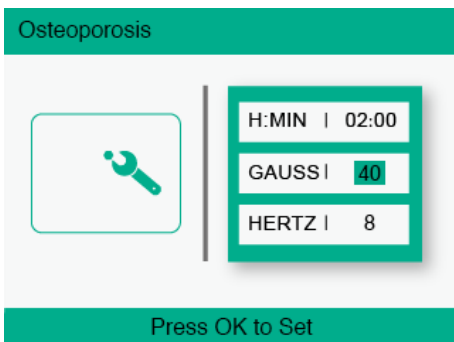 Osteoporosis
H:MIN | 02:00
GAUSS | 40
HERTZ | 8
Press OK to Set